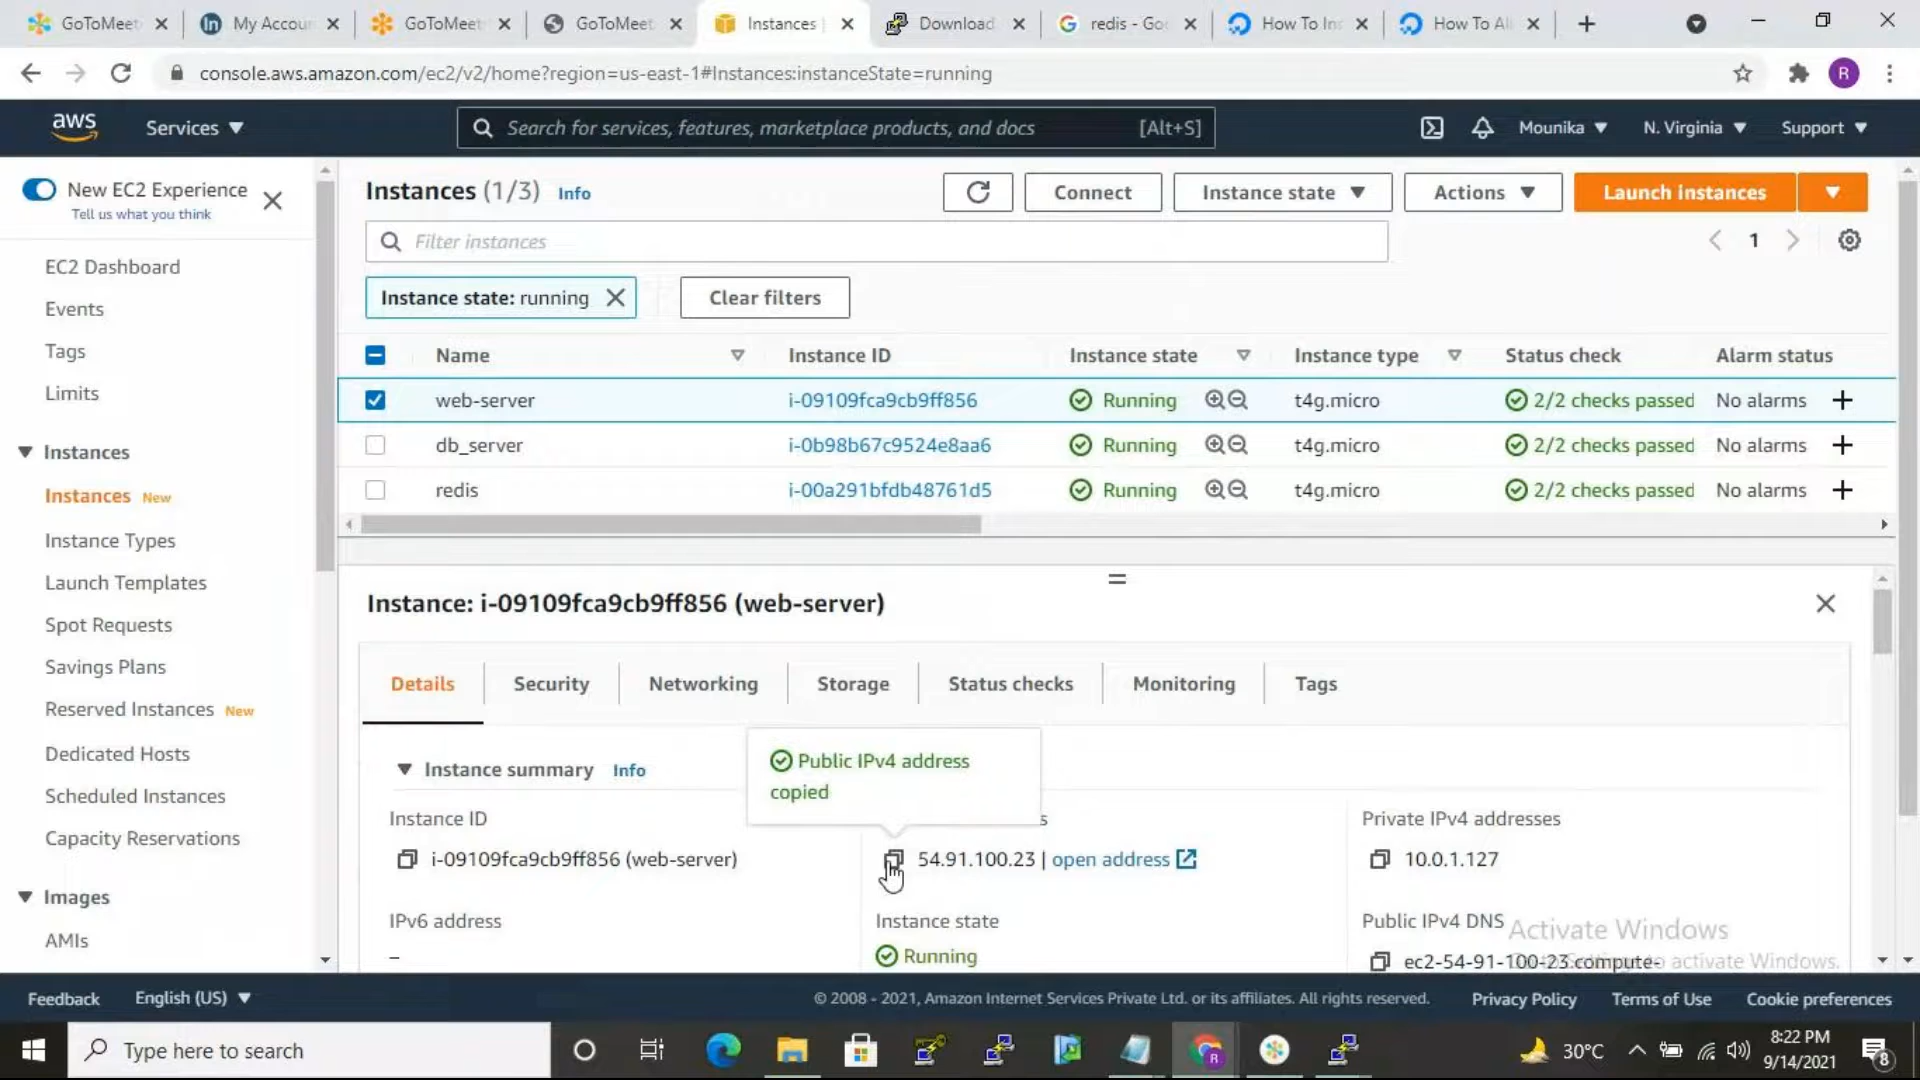 GoToMeet
My Accoun
GoToMeet
GoToMeet
Instances |
Download
redis - Goo
How To In
How To Al
console.aws.amazon.com/ec2/v2/home?region=us-east-1#Instances:instanceState=running
R
aws
Services
Search for services, features, marketplace products, and docs
[Alt+S]
Mounika
N. Virginia
Support
New EC2 Experience
Tell us what you think
EC2 Dashboard
Events
Tags
Limits
Instances
Instances New
Instance Types
Launch Templates
Spot Requests
Savings Plans
Reserved Instances New
Dedicated Hosts
Scheduled Instances
Capacity Reservations
Images
AMIs
Instances (1/3) Info
Connect
Instance state
Actions
Launch instances
Filter instances
1
Instance state: running
Clear filters
Name Instance ID Instance state Instance type Status check Alarm status
web-server i-09109fca9cb9ff856 Running t4g.micro 2/2 checks passed No alarms
db_server i-0b98b67c9524e8aa6 Running t4g.micro 2/2 checks passed No alarms
redis i-00a291bfdb48761d5 Running t4g.micro 2/2 checks passed No alarms
Instance: i-09109fca9cb9ff856 (web-server)
Details Security Networking Storage Status checks Monitoring Tags
Public IPv4 address
copied
Instance summary Info
Instance ID
i-09109fca9cb9ff856 (web-server)
s
54.91.100.23 | open address
Private IPv4 addresses
10.0.1.127
IPv6 address
–
Instance state
Running
Public IPv4 DNS
ec2-54-91-100-23.compute-
Activate Windows
to activate Windows.
Feedback English (US)
© 2008 - 2021, Amazon Internet Services Private Ltd. or its affiliates. All rights reserved.
Privacy Policy Terms of Use Cookie preferences
Type here to search
R
30°C
8:22 PM
9/14/2021
8